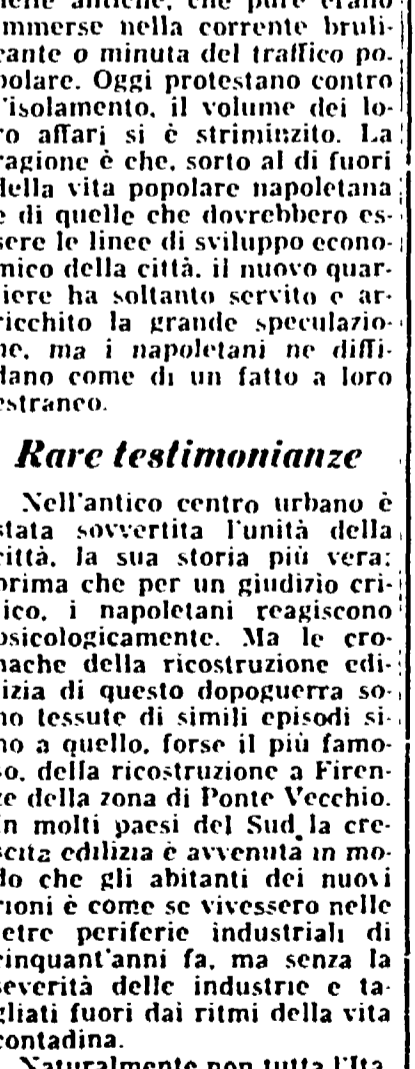 nelle antiche, che pure erano
immerse nella corrente bruli-
cante o minuta del traffico po-
polare. Oggi protestano contro
l'isolamento, il volume dei lo-
ro affari si è striminzito. La
ragione è che, sorto al di fuori
della vita popolare napoletana
e di quelle che dovrebbero es-
sere le linee di sviluppo econo-
mico della città, il nuovo quar-
tiere ha soltanto servito e ar-
ricchito la grande speculazio-
ne, ma i napoletani ne diffi-
dano come di un fatto a loro
estraneo.
Rare testimonianze
Nell'antico centro urbano è
stata sovvertita l'unità della
città, la sua storia più vera:
prima che per un giudizio cri-
tico, i napoletani reagiscono
psicologicamente. Ma le cro-
nache della ricostruzione edi-
lizia di questo dopoguerra so-
no tessute di simili episodi si-
no a quello, forse il più famo-
so, della ricostruzione a Firen-
ze della zona di Ponte Vecchio.
In molti paesi del Sud la cre-
scita edilizia è avvenuta in mo-
do che gli abitanti dei nuovi
rioni è come se vivessero nelle
tetre periferie industriali di
cinquant'anni fa, ma senza la
severità delle industrie e ta-
gliati fuori dai ritmi della vita
contadina.
Naturalmente non tutta l'Ita